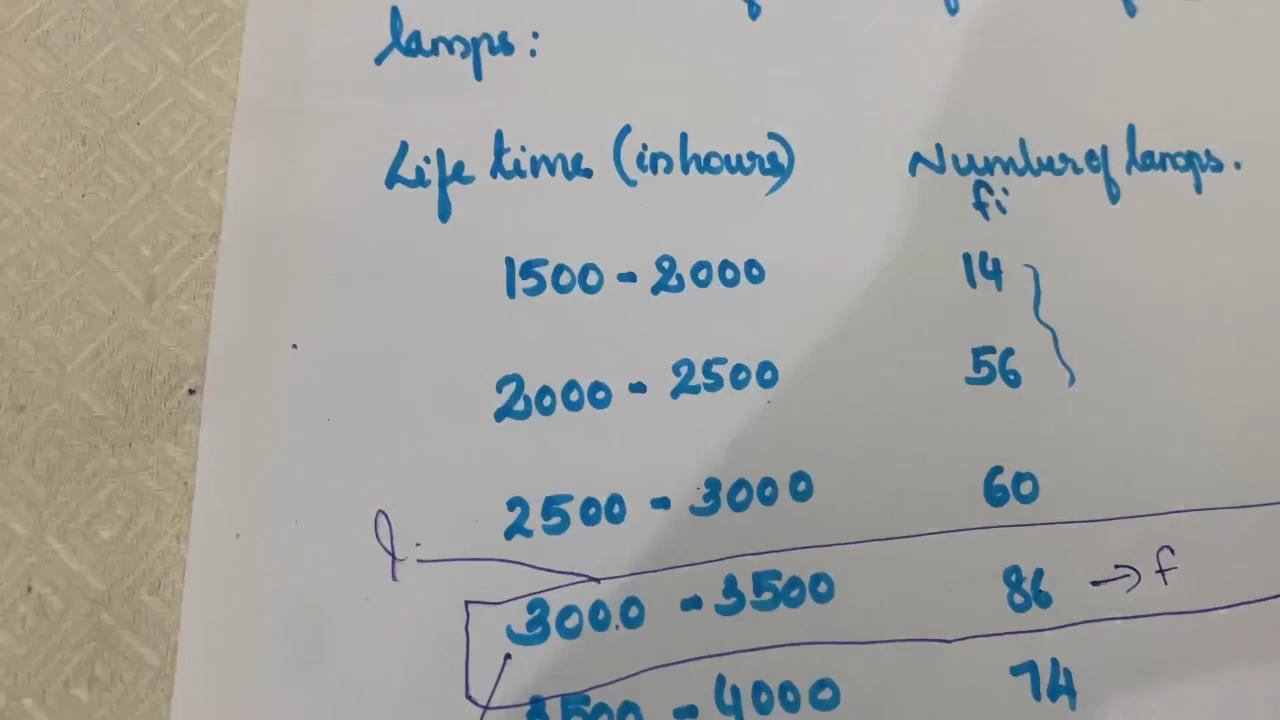 lamps:
Life time (in hours) Number of lamps.
fi
1500 - 2000 14
2000 - 2500 56
2500 - 3000 60
l
3000 - 3500 86 → f
3500 - 4000 74